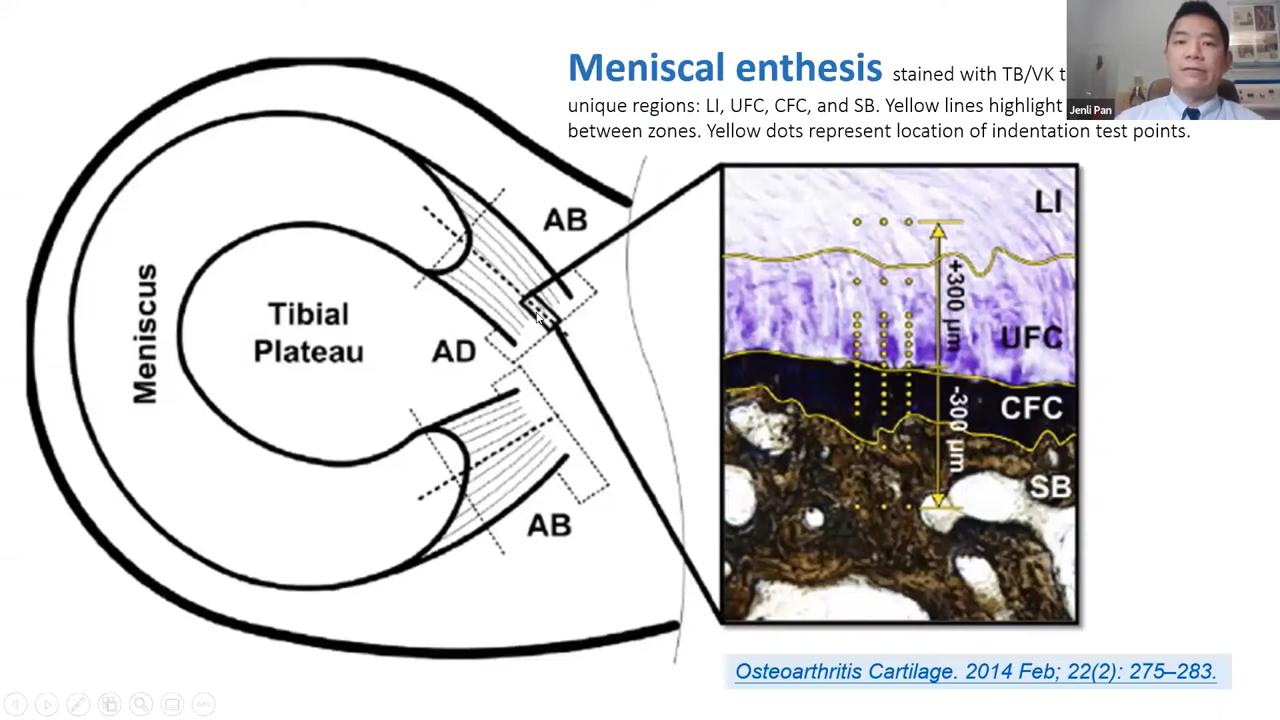 Meniscal enthesis stained with TB/VK t
unique regions: LI, UFC, CFC, and SB. Yellow lines highlight
between zones. Yellow dots represent location of indentation test points.
Jenli Pan
AB
Meniscus
Tibial
Plateau
AD
AB
LI
+300 µm
UFC
CFC
-300 µm
SB
Osteoarthritis Cartilage. 2014 Feb; 22(2): 275–283.